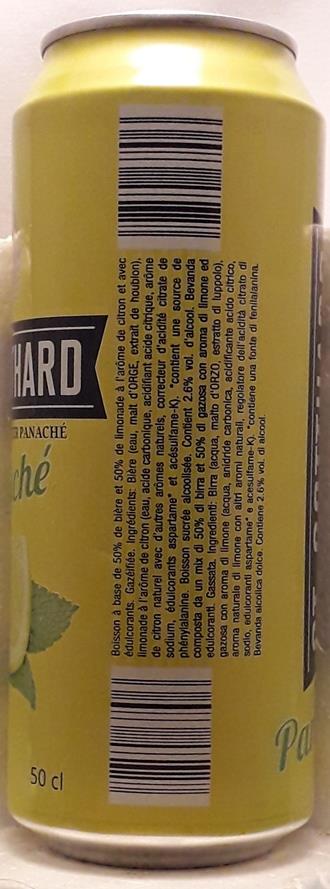 HARD
PANACHÉ
ché
50 cl
Boisson à base de 50% de bière et 50% de limonade à l'arôme de citron et avec
édulcorants. Gazéifiée. Ingrédients: Bière (eau, malt d'ORGE, extrait de houblon),
limonade à l'arôme de citron (eau, acide carbonique, acidifiant acide citrique, arôme
de citron naturel avec d'autres arômes naturels, correcteur d'acidité citrate de
sodium, édulcorants aspartame* et acésulfame-K). *contient une source de
phénylalanine. Boisson sucrée alcoolisée. Contient 2.6% vol. d'alcool. Bevanda
composta da un mix di 50% di birra et 50% di gazosa con aroma di limone ed
edulcoranti. Gassata. Ingredienti: Birra (acqua, malto d'ORZO, estratto di luppolo),
gazosa con aroma di limone (acqua, anidride carbonica, acidificante acido citrico,
aroma naturale di limone con altri aromi naturali, regolatore dell'acidità citrato di
sodio, edulcoranti aspartame* e acesulfame-K). *contiene una fonte di fenilalanina.
Bevanda alcolica dolce. Contiene 2.6% vol. di alcool.
Pa